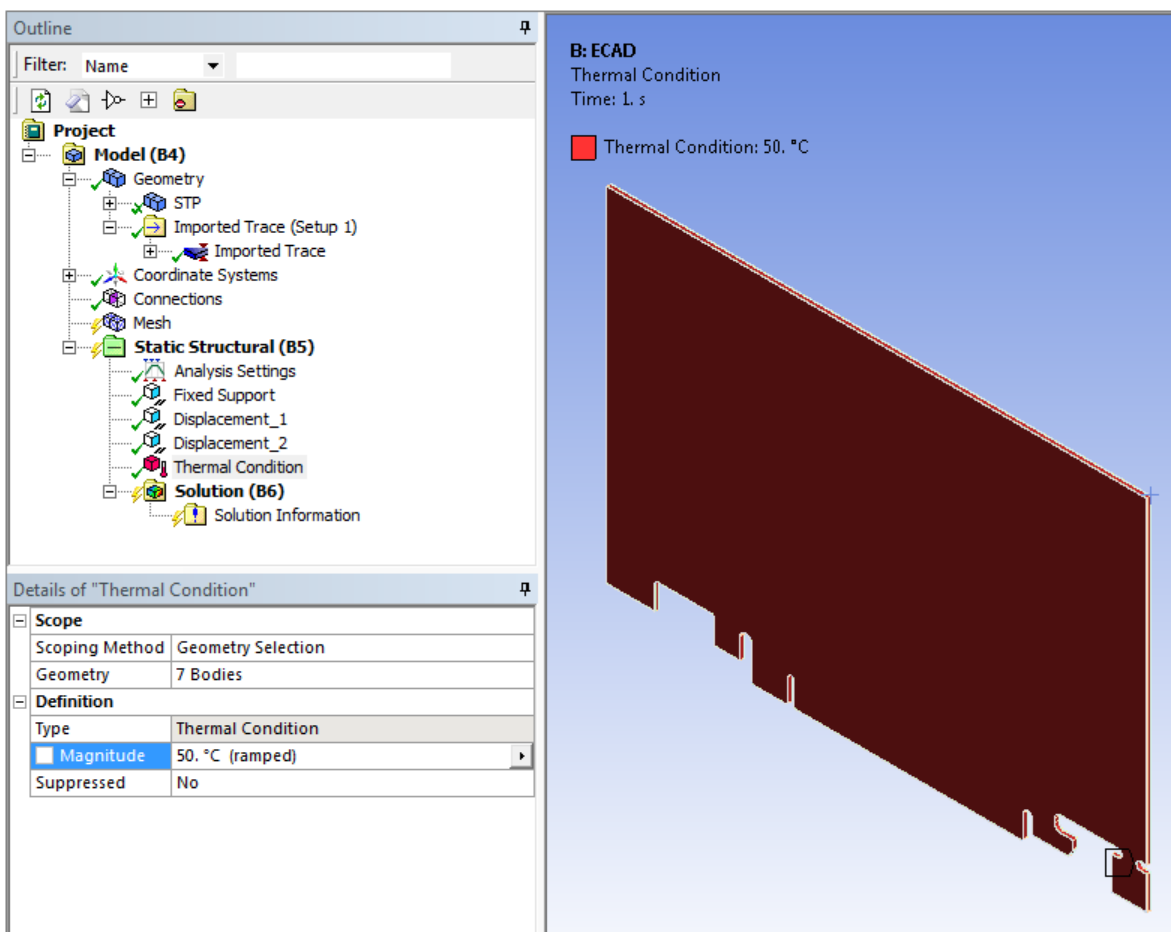 Outline
Filter: Name
Project
Model (B4)
Geometry
STP
Imported Trace (Setup 1)
Imported Trace
Coordinate Systems
Connections
Mesh
Static Structural (B5)
Analysis Settings
Fixed Support
Displacement_1
Displacement_2
Thermal Condition
Solution (B6)
Solution Information
Details of "Thermal Condition"
Scope
Scoping Method Geometry Selection
Geometry 7 Bodies
Definition
Type Thermal Condition
Magnitude 50. °C (ramped)
Suppressed No
B: ECAD
Thermal Condition
Time: 1. s
Thermal Condition: 50. °C